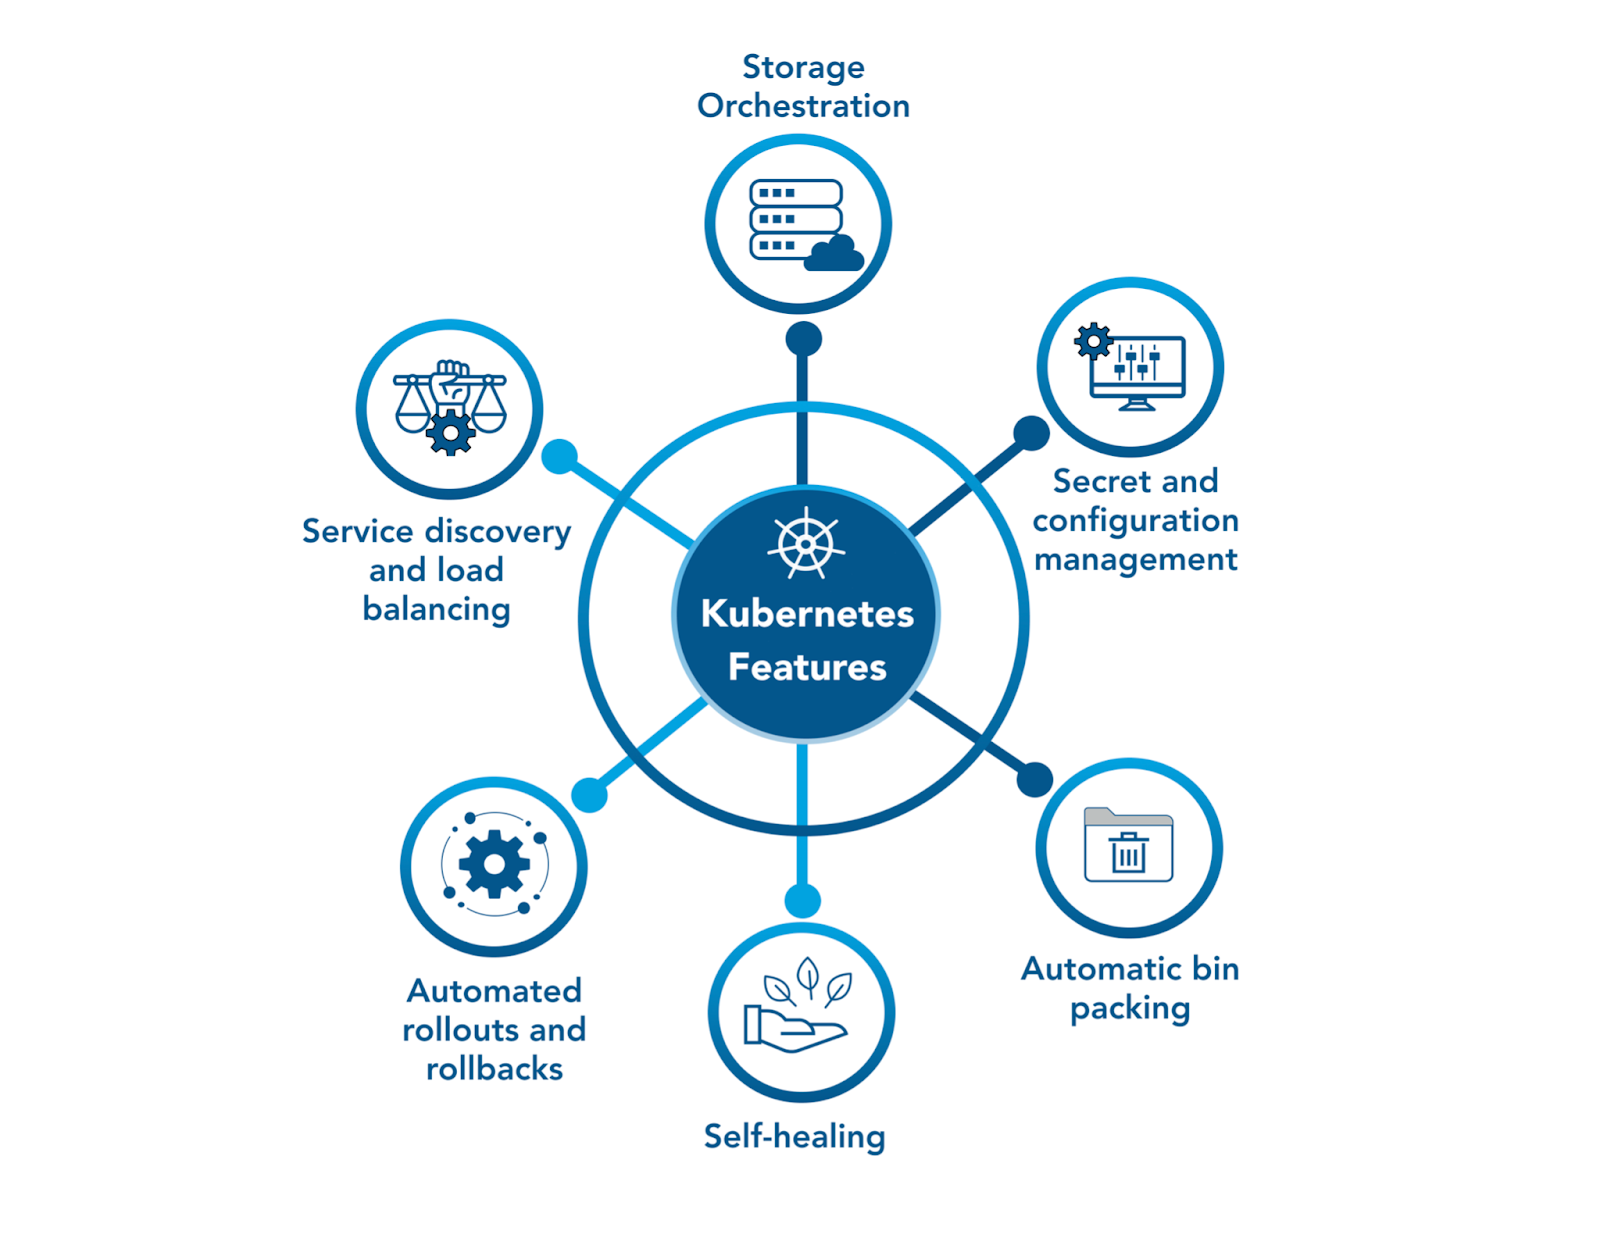 Storage
Orchestration
Secret and
configuration
management
Service discovery
and load
balancing
Kubernetes
Features
Automatic bin
packing
Automated
rollouts and
rollbacks
Self-healing